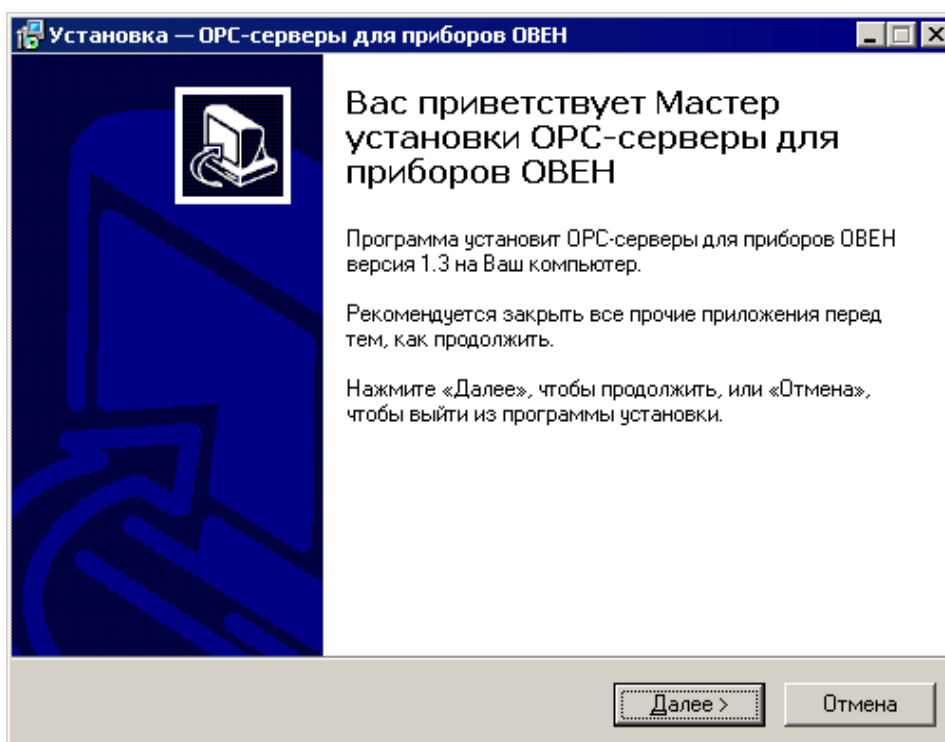 Установка — OPC-серверы для приборов ОВЕН
Вас приветствует Мастер
установки OPC-серверы для
приборов ОВЕН
Программа установит OPC-серверы для приборов ОВЕН
версия 1.3 на Ваш компьютер.
Рекомендуется закрыть все прочие приложения перед
тем, как продолжить.
Нажмите «Далее», чтобы продолжить, или «Отмена»,
чтобы выйти из программы установки.
Далее >
Отмена